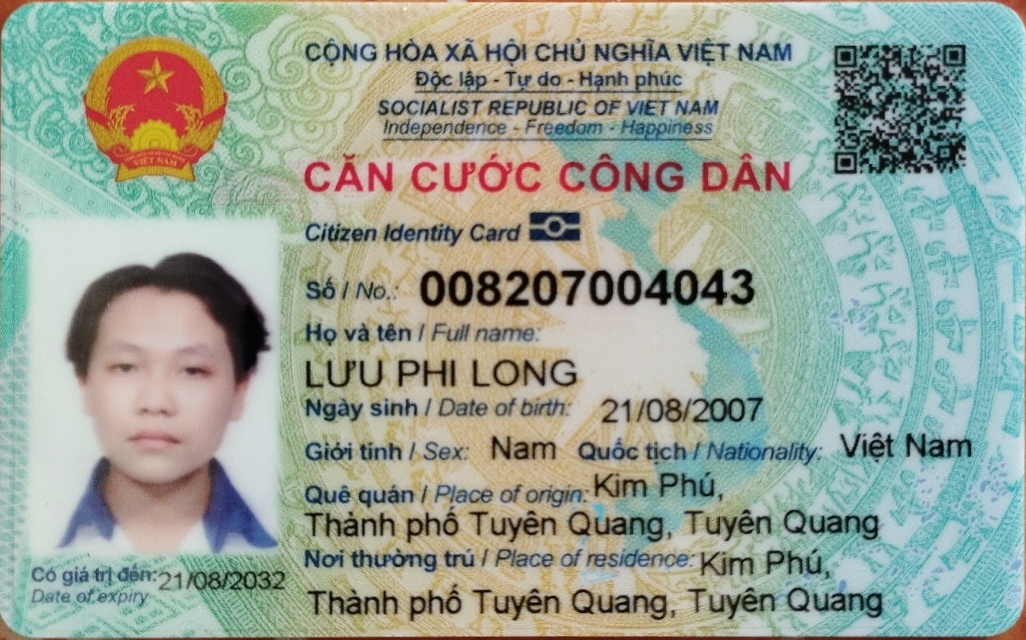 CỘNG HÒA XÃ HỘI CHỦ NGHĨA VIỆT NAM
Độc lập - Tự do - Hạnh phúc
SOCIALIST REPUBLIC OF VIET NAM
Independence - Freedom - Happiness
VIỆT NAM
CĂN CƯỚC CÔNG DÂN
Citizen Identity Card
Số / No.: 008207004043
Họ và tên / Full name:
LƯU PHI LONG
Ngày sinh / Date of birth: 21/08/2007
Giới tính / Sex: Nam Quốc tịch / Nationality: Việt Nam
Quê quán / Place of origin: Kim Phú,
Thành phố Tuyên Quang, Tuyên Quang
Nơi thường trú / Place of residence: Kim Phú,
Thành phố Tuyên Quang, Tuyên Quang
Có giá trị đến: 21/08/2032
Date of expiry